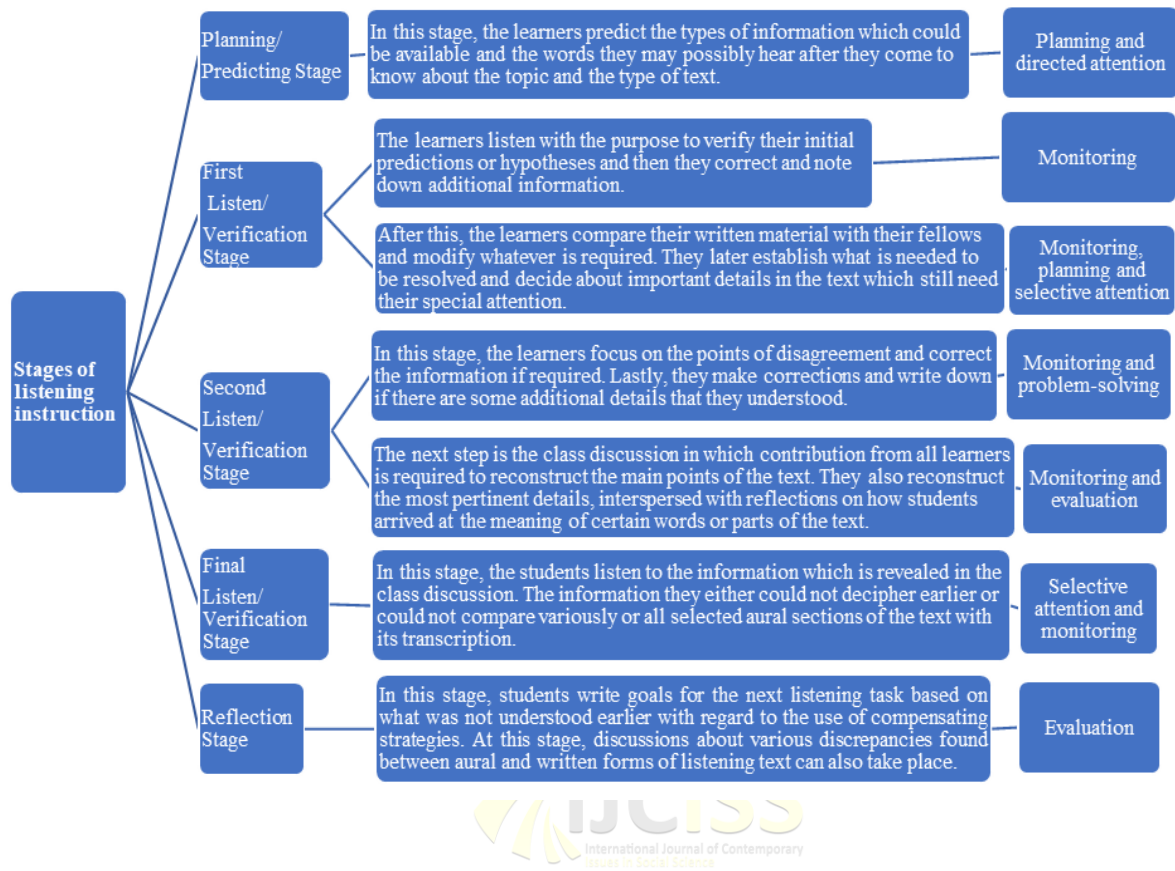 Stages of
listening
instruction
Planning/
Predicting Stage
In this stage, the learners predict the types of information which could
be available and the words they may possibly hear after they come to
know about the topic and the type of text.
Planning and
directed attention
First
Listen/
Verification
Stage
The learners listen with the purpose to verify their initial
predictions or hypotheses and then they correct and note
down additional information.
Monitoring
After this, the learners compare their written material with their fellows
and modify whatever is required. They later establish what is needed to
be resolved and decide about important details in the text which still need
their special attention.
Monitoring,
planning and
selective attention
Second
Listen/
Verification
Stage
In this stage, the learners focus on the points of disagreement and correct
the information if required. Lastly, they make corrections and write down
if there are some additional details that they understood.
Monitoring and
problem-solving
The next step is the class discussion in which contribution from all learners
is required to reconstruct the main points of the text. They also reconstruct
the most pertinent details, interspersed with reflections on how students
arrived at the meaning of certain words or parts of the text.
Monitoring and
evaluation
Final
Listen/
Verification
Stage
In this stage, the students listen to the information which is revealed in the
class discussion. The information they either could not decipher earlier or
could not compare variously or all selected aural sections of the text with
its transcription.
Selective
attention and
monitoring
Reflection
Stage
In this stage, students write goals for the next listening task based on
what was not understood earlier with regard to the use of compensating
strategies. At this stage, discussions about various discrepancies found
between aural and written forms of listening text can also take place.
Evaluation
IJCISS
International Journal of Contemporary
Issues in Social Science